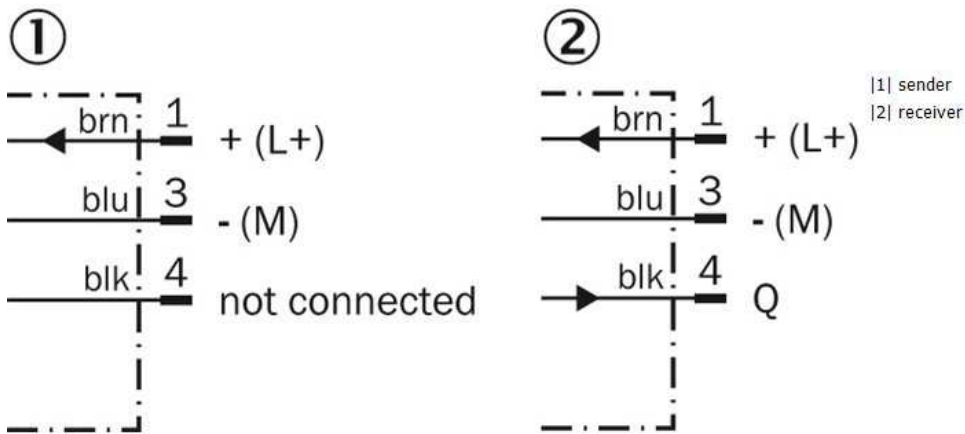 ①
brn 1 + (L+)
blu 3 - (M)
blk 4 not connected
②
brn 1 + (L+)
blu 3 - (M)
blk 4 Q
|1| sender
|2| receiver